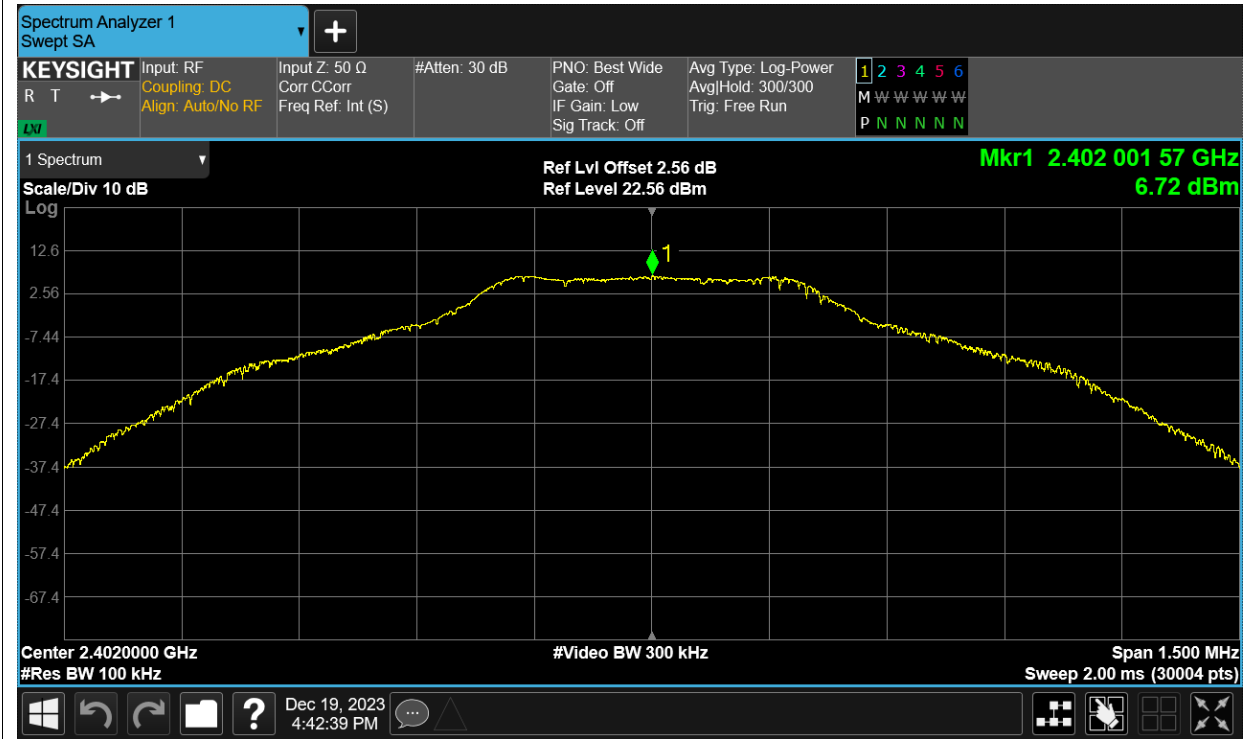 Spectrum Analyzer 1
Swept SA
KEYSIGHT
R T
LXI
Input: RF
Coupling: DC
Align: Auto/No RF
Input Z: 50 Ω
Corr CCorr
Freq Ref: Int (S)
#Atten: 30 dB
PNO: Best Wide
Gate: Off
IF Gain: Low
Sig Track: Off
Avg Type: Log-Power
Avg|Hold: 300/300
Trig: Free Run
1 2 3 4 5 6
M W W W W W
P N N N N N
1 Spectrum
Scale/Div 10 dB
Log
Ref Lvl Offset 2.56 dB
Ref Level 22.56 dBm
Mkr1 2.402 001 57 GHz
6.72 dBm
1
12.6
2.56
-7.44
-17.4
-27.4
-37.4
-47.4
-57.4
-67.4
Center 2.4020000 GHz
#Res BW 100 kHz
#Video BW 300 kHz
Span 1.500 MHz
Sweep 2.00 ms (30004 pts)
?
Dec 19, 2023
4:42:39 PM